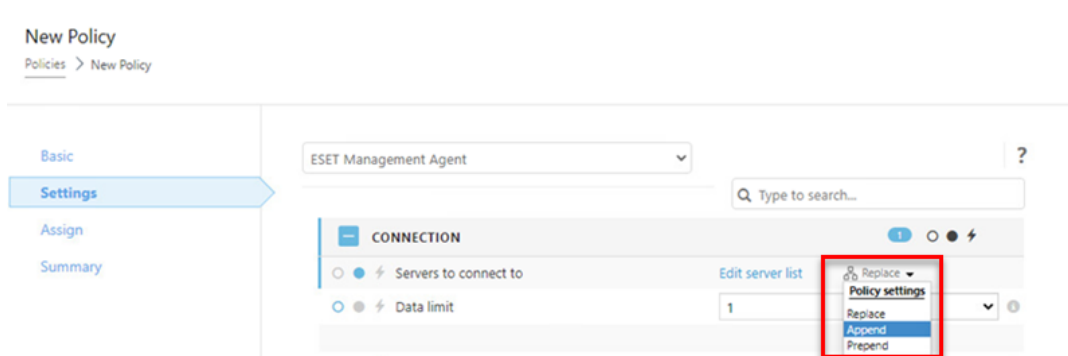 New Policy
Policies > New Policy
Basic
Settings
Assign
Summary
ESET Management Agent
?
Type to search...
CONNECTION
1
Servers to connect to
Edit server list
Replace
Data limit
1
Policy settings
Replace
Append
Prepend